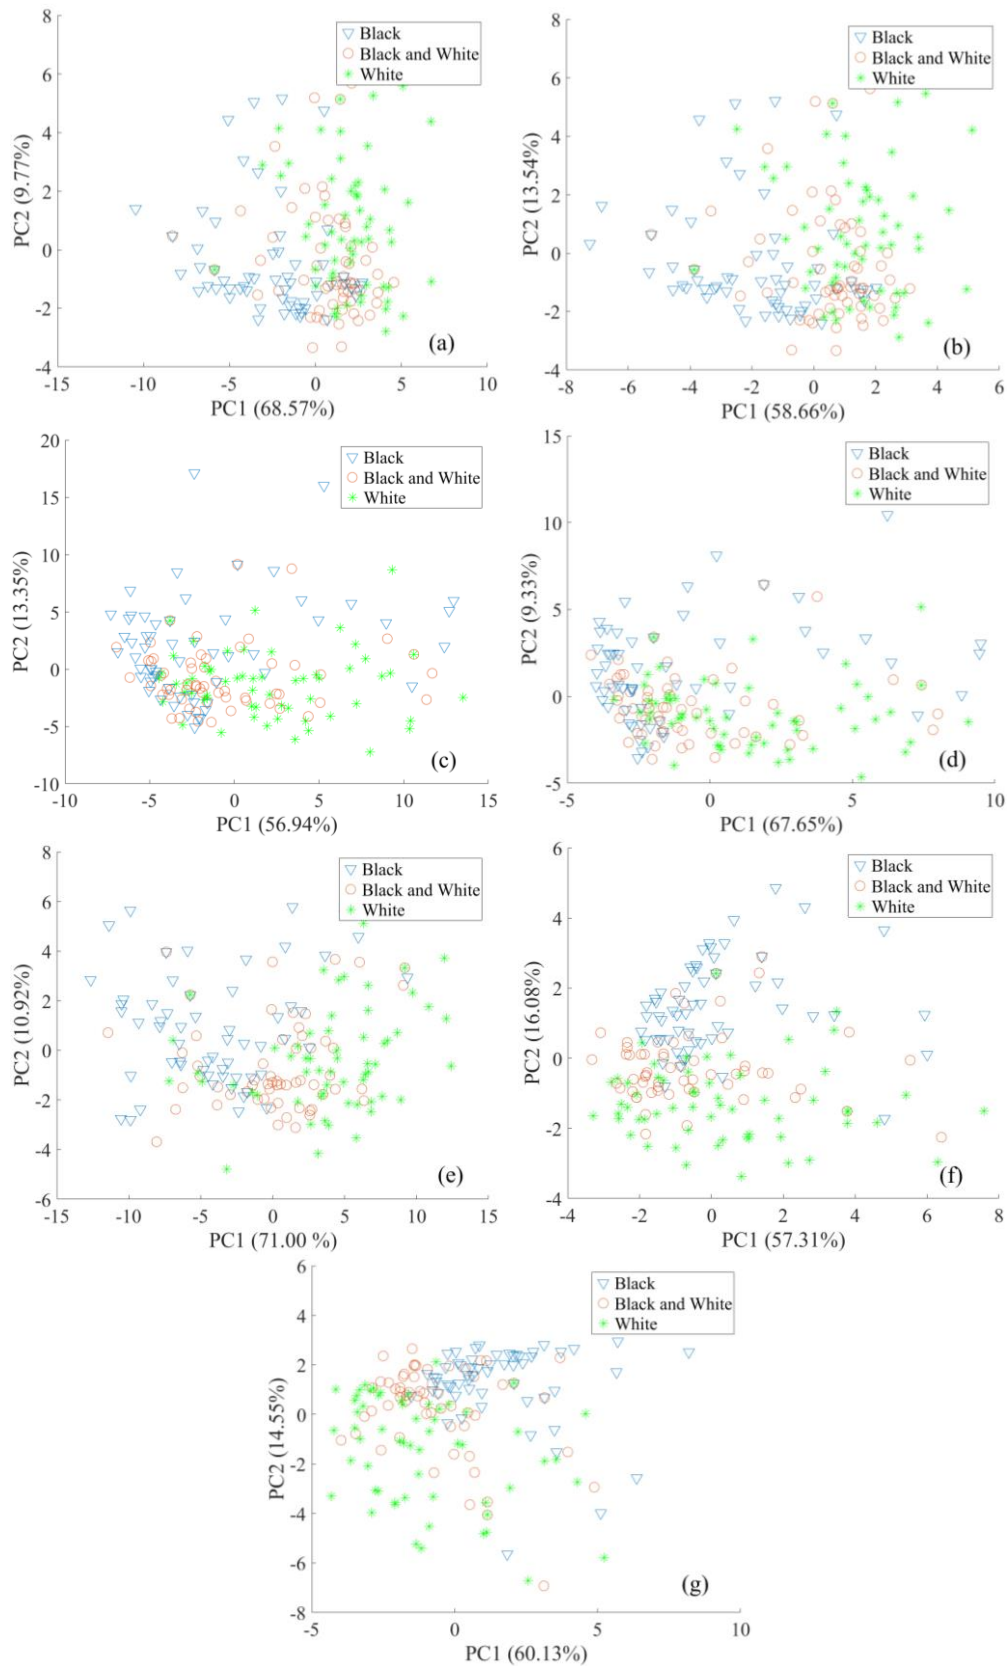 8
6
4
2
0
-2
-4
-15
-10
-5
0
5
10
PC2 (9.77%)
PC1 (68.57%)
Black
Black and White
White
(a)
8
6
4
2
0
-2
-4
-8
-6
-4
-2
0
2
4
6
PC2 (13.54%)
PC1 (58.66%)
Black
Black and White
White
(b)
20
15
10
5
0
-5
-10
-10
-5
0
5
10
15
PC2 (13.35%)
PC1 (56.94%)
Black
Black and White
White
(c)
15
10
5
0
-5
-5
0
5
10
PC2 (9.33%)
PC1 (67.65%)
Black
Black and White
White
(d)
8
6
4
2
0
-2
-4
-6
-15
-10
-5
0
5
10
15
PC2 (10.92%)
PC1 (71.00 %)
Black
Black and White
White
(e)
6
4
2
0
-2
-4
-4
-2
0
2
4
6
8
PC2 (16.08%)
PC1 (57.31%)
Black
Black and White
White
(f)
6
4
2
0
-2
-4
-6
-8
-5
0
5
10
PC2 (14.55%)
PC1 (60.13%)
Black
Black and White
White
(g)